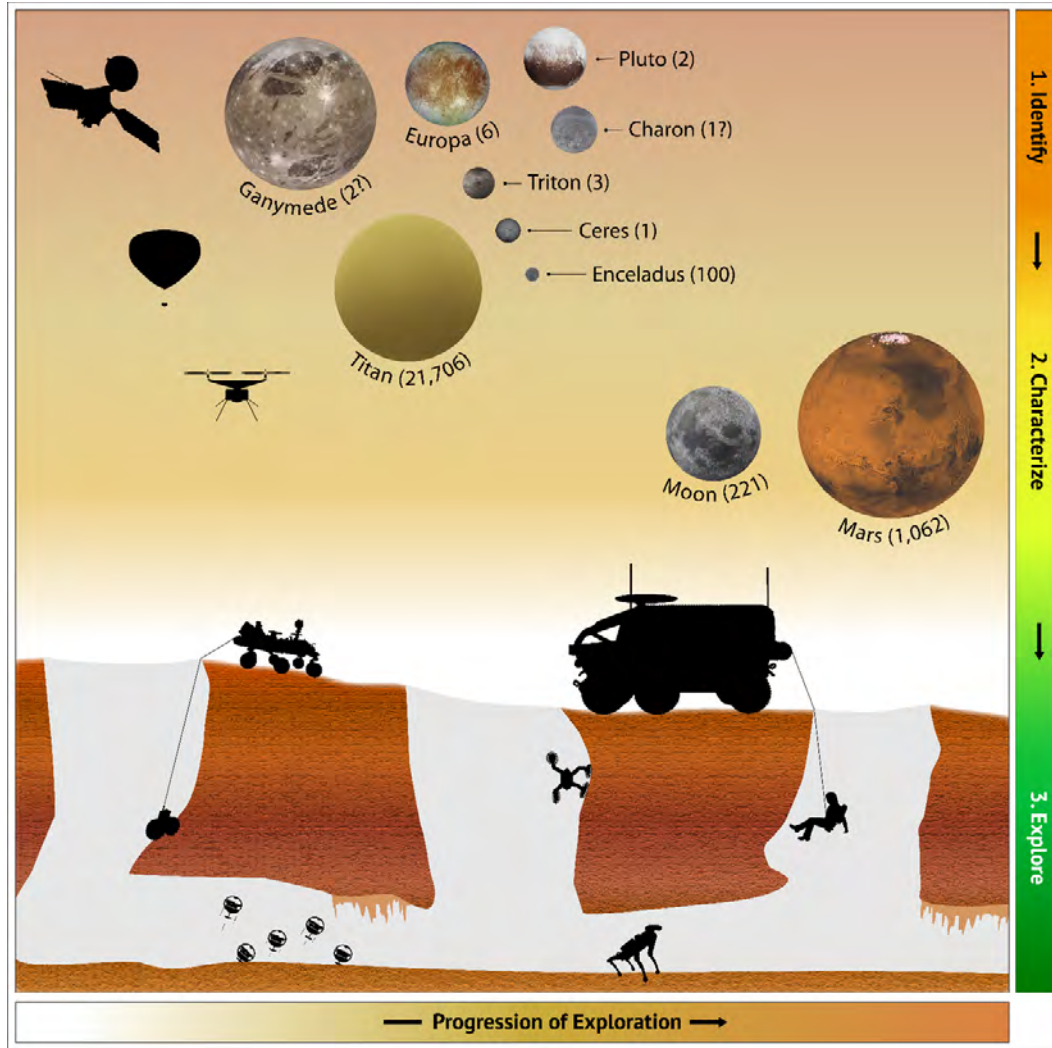 Pluto (2)
Europa (6)
Charon (1?)
Ganymede (2?)
Triton (3)
Ceres (1)
Enceladus (100)
Titan (21,706)
Moon (221)
Mars (1,062)
1. Identify
2. Characterize
3. Explore
Progression of Exploration